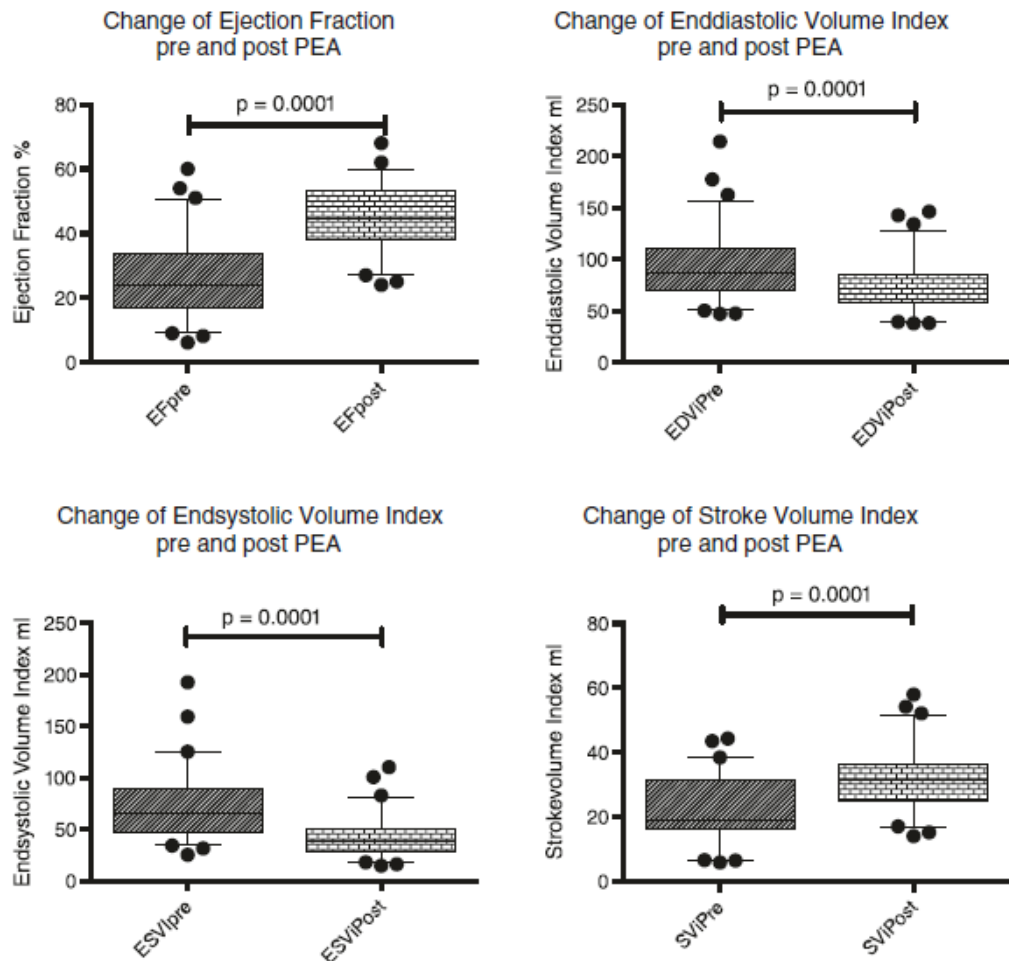 Change of Ejection Fraction
pre and post PEA
p = 0.0001
Ejection Fraction %
80
60
40
20
0
EFpre
EFpost
Change of Enddiastolic Volume Index
pre and post PEA
p = 0.0001
Enddiastolic Volume Index ml
250
200
150
100
50
0
EDViPre
EDViPost
Change of Endsystolic Volume Index
pre and post PEA
p = 0.0001
Endsystolic Volume Index ml
250
200
150
100
50
0
ESVIpre
ESViPost
Change of Stroke Volume Index
pre and post PEA
p = 0.0001
Strokevolume Index ml
80
60
40
20
0
SViPre
SViPost